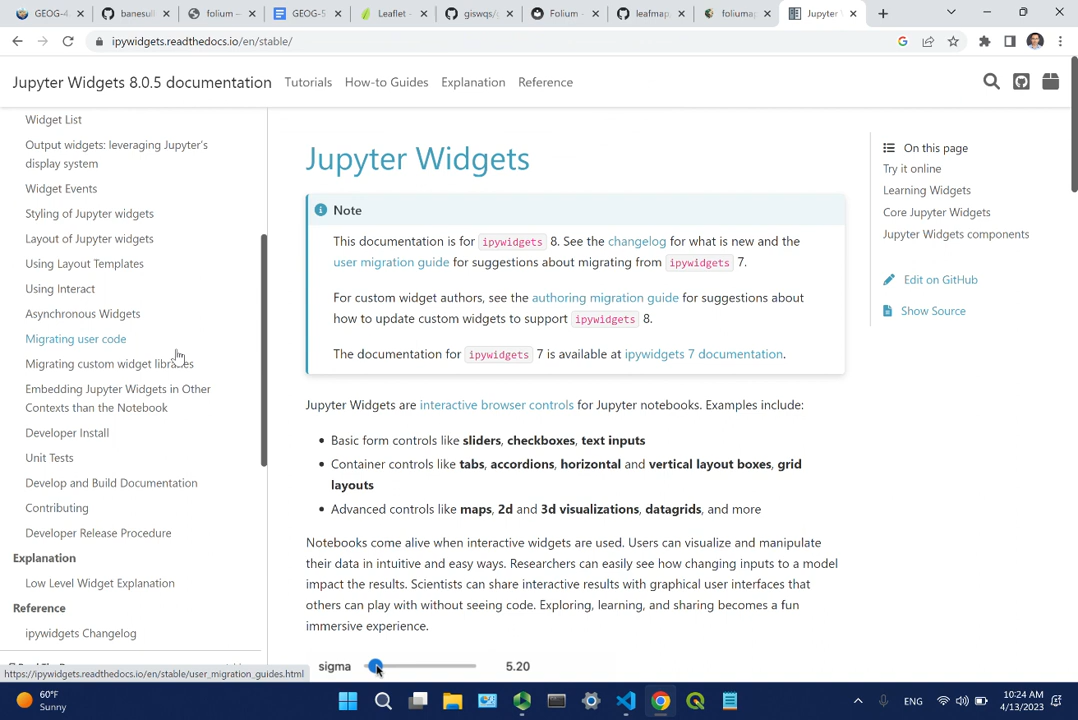 GEOG-4
banesull
folium –
GEOG-5
Leaflet -
giswqs/
Folium -
leafmap
foliuma
Jupyter
ipywidgets.readthedocs.io/en/stable/
Jupyter Widgets 8.0.5 documentation
Tutorials
How-to Guides
Explanation
Reference
Widget List
Output widgets: leveraging Jupyter's
display system
Widget Events
Styling of Jupyter widgets
Layout of Jupyter widgets
Using Layout Templates
Using Interact
Asynchronous Widgets
Migrating user code
Migrating custom widget libraries
Embedding Jupyter Widgets in Other
Contexts than the Notebook
Developer Install
Unit Tests
Develop and Build Documentation
Contributing
Developer Release Procedure
Explanation
Low Level Widget Explanation
Reference
ipywidgets Changelog
https://ipywidgets.readthedocs.io/en/stable/user_migration_guides.html
Jupyter Widgets
Note
This documentation is for ipywidgets 8. See the changelog for what is new and the
user migration guide for suggestions about migrating from ipywidgets 7.
For custom widget authors, see the authoring migration guide for suggestions about
how to update custom widgets to support ipywidgets 8.
The documentation for ipywidgets 7 is available at ipywidgets 7 documentation.
Jupyter Widgets are interactive browser controls for Jupyter notebooks. Examples include:
• Basic form controls like sliders, checkboxes, text inputs
• Container controls like tabs, accordions, horizontal and vertical layout boxes, grid
layouts
• Advanced controls like maps, 2d and 3d visualizations, datagrids, and more
Notebooks come alive when interactive widgets are used. Users can visualize and manipulate
their data in intuitive and easy ways. Researchers can easily see how changing inputs to a model
impact the results. Scientists can share interactive results with graphical user interfaces that
others can play with without seeing code. Exploring, learning, and sharing becomes a fun
immersive experience.
sigma 5.20
On this page
Try it online
Learning Widgets
Core Jupyter Widgets
Jupyter Widgets components
Edit on GitHub
Show Source
60°F
Sunny
ENG
10:24 AM
4/13/2023